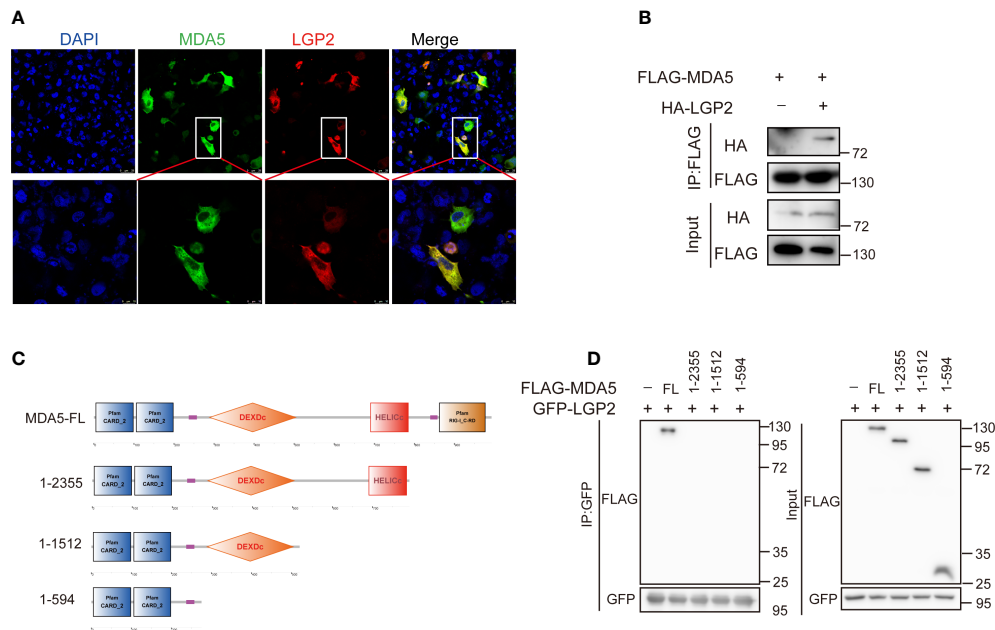 A
DAPI MDA5 LGP2 Merge
B
FLAG-MDA5 + +
HA-LGP2 − +
IP:FLAG
HA
72
FLAG
130
Input
HA
72
FLAG
130
C
MDA5-FL
Pfam CARD_2 Pfam CARD_2 DEXDc HELICc Pfam RIG-I_C-RD
1-2355
Pfam CARD_2 Pfam CARD_2 DEXDc HELICc
1-1512
Pfam CARD_2 Pfam CARD_2 DEXDc
1-594
Pfam CARD_2 Pfam CARD_2
D
FLAG-MDA5 − FL 1-2355 1-1512 1-594 − FL 1-2355 1-1512 1-594
GFP-LGP2 + + + + + + + + + +
IP:GFP
FLAG
130
95
72
35
25
GFP
95
Input
FLAG
130
95
72
35
25
GFP
95